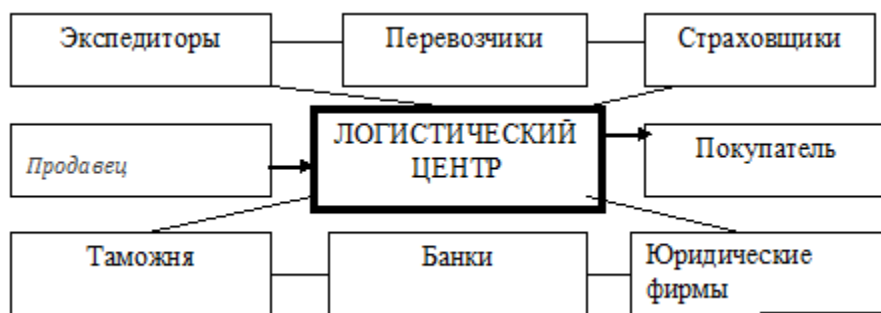 Экспедиторы
Перевозчики
Страховщики
Продавец
ЛОГИСТИЧЕСКИЙ
ЦЕНТР
Покупатель
Таможня
Банки
Юридические
фирмы